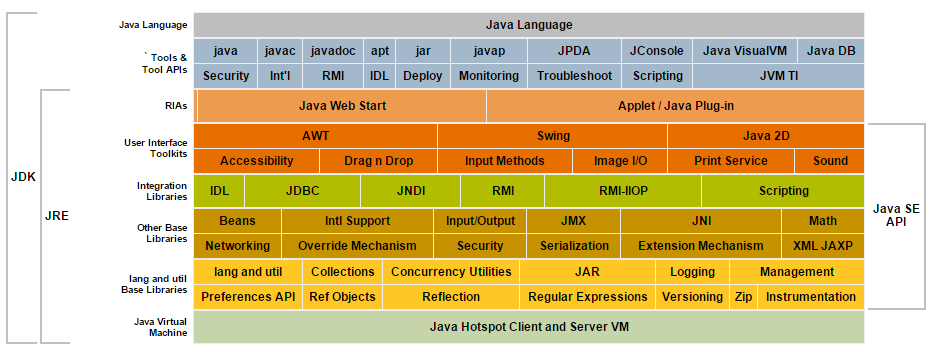 Java Language Java Language
` Tools & Tool APIs
java javac javadoc apt jar javap JPDA JConsole Java VisualVM Java DB
Security Int'l RMI IDL Deploy Monitoring Troubleshoot Scripting JVM TI
RIAs Java Web Start Applet / Java Plug-in
User Interface Toolkits
AWT Swing Java 2D
Accessibility Drag n Drop Input Methods Image I/O Print Service Sound
Integration Libraries
IDL JDBC JNDI RMI RMI-IIOP Scripting
Other Base Libraries
Beans Intl Support Input/Output JMX JNI Math
Networking Override Mechanism Security Serialization Extension Mechanism XML JAXP
lang and util Base Libraries
lang and util Collections Concurrency Utilities JAR Logging Management
Preferences API Ref Objects Reflection Regular Expressions Versioning Zip Instrumentation
Java Virtual Machine
Java Hotspot Client and Server VM
JDK
JRE
Java SE
API